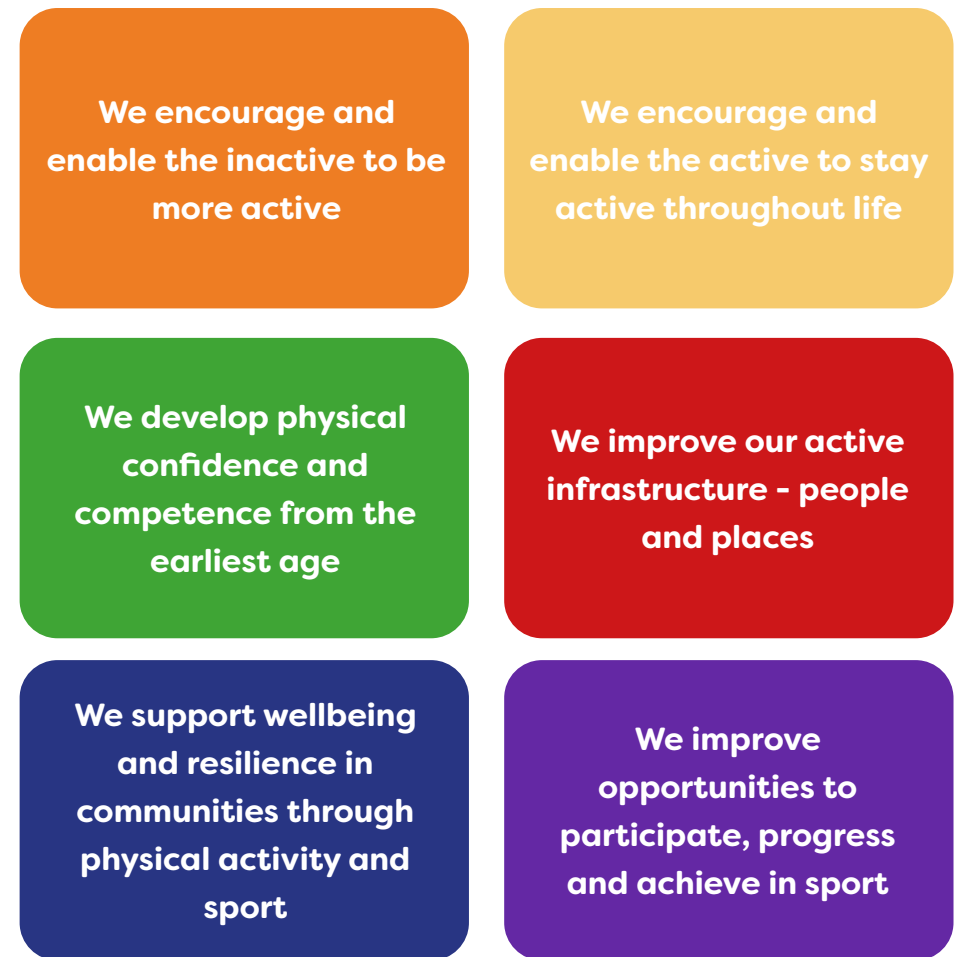 We encourage and
enable the inactive to be
more active
We encourage and
enable the active to stay
active throughout life
We develop physical
confidence and
competence from the
earliest age
We improve our active
infrastructure - people
and places
We support wellbeing
and resilience in
communities through
physical activity and
sport
We improve
opportunities to
participate, progress
and achieve in sport